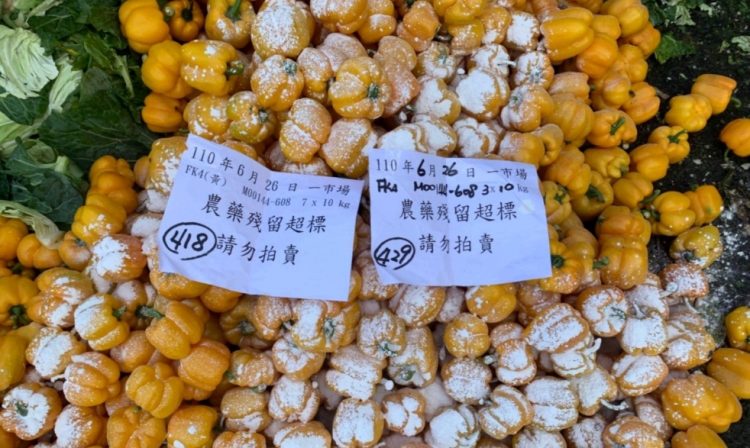 110 年 6 月 26 日 一市場
FK4(黃) M00144-608 7 x 10 kg
農藥殘留超標
418 請勿拍賣
110 年 6 月 26 日 一市場
FK4 M00144-608 3 x 10 kg
農藥殘留超標
429 請勿拍賣